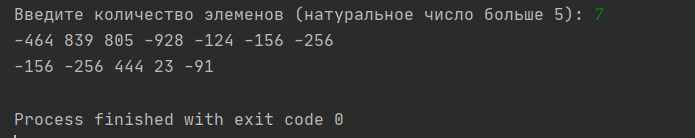 Введите количество элеменов (натуральное число больше 5): 7
-464 839 805 -928 -124 -156 -256
-156 -256 444 23 -91
Process finished with exit code 0